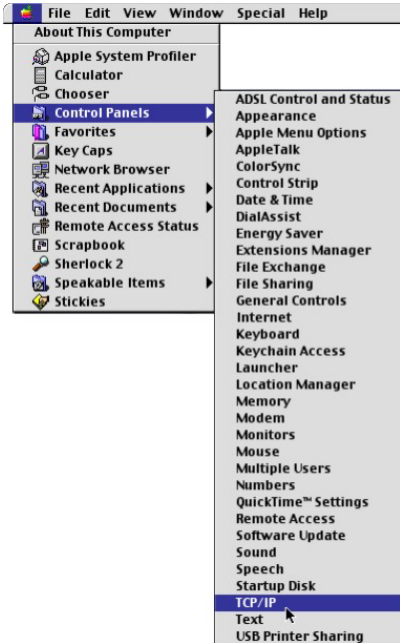 File Edit View Window Special Help
About This Computer
Apple System Profiler
Calculator
Chooser
Control Panels
Favorites
Key Caps
Network Browser
Recent Applications
Recent Documents
Remote Access Status
Scrapbook
Sherlock 2
Speakable Items
Stickies
ADSL Control and Status
Appearance
Apple Menu Options
AppleTalk
ColorSync
Control Strip
Date & Time
DialAssist
Energy Saver
Extensions Manager
File Exchange
File Sharing
General Controls
Internet
Keyboard
Keychain Access
Launcher
Location Manager
Memory
Modem
Monitors
Mouse
Multiple Users
Numbers
QuickTime™ Settings
Remote Access
Software Update
Sound
Speech
Startup Disk
TCP/IP
Text
USB Printer Sharing